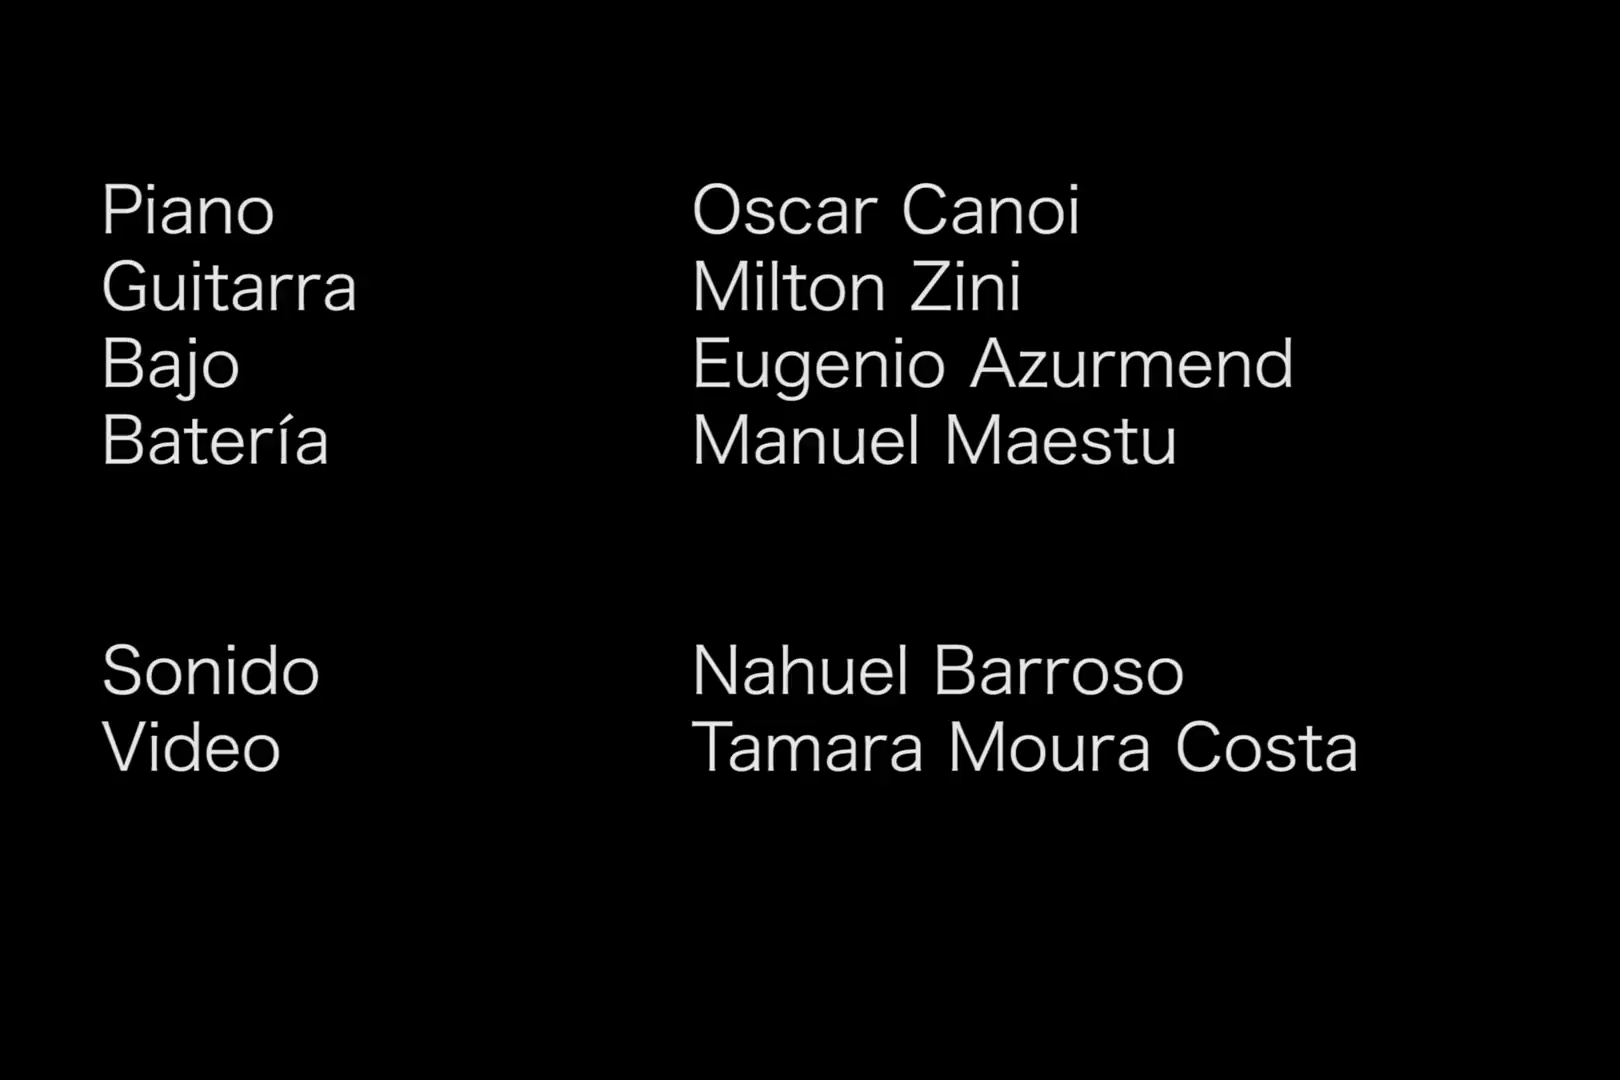 Piano Oscar Canoi
Guitarra Milton Zini
Bajo Eugenio Azurmend
Batería Manuel Maestu
Sonido Nahuel Barroso
Video Tamara Moura Costa